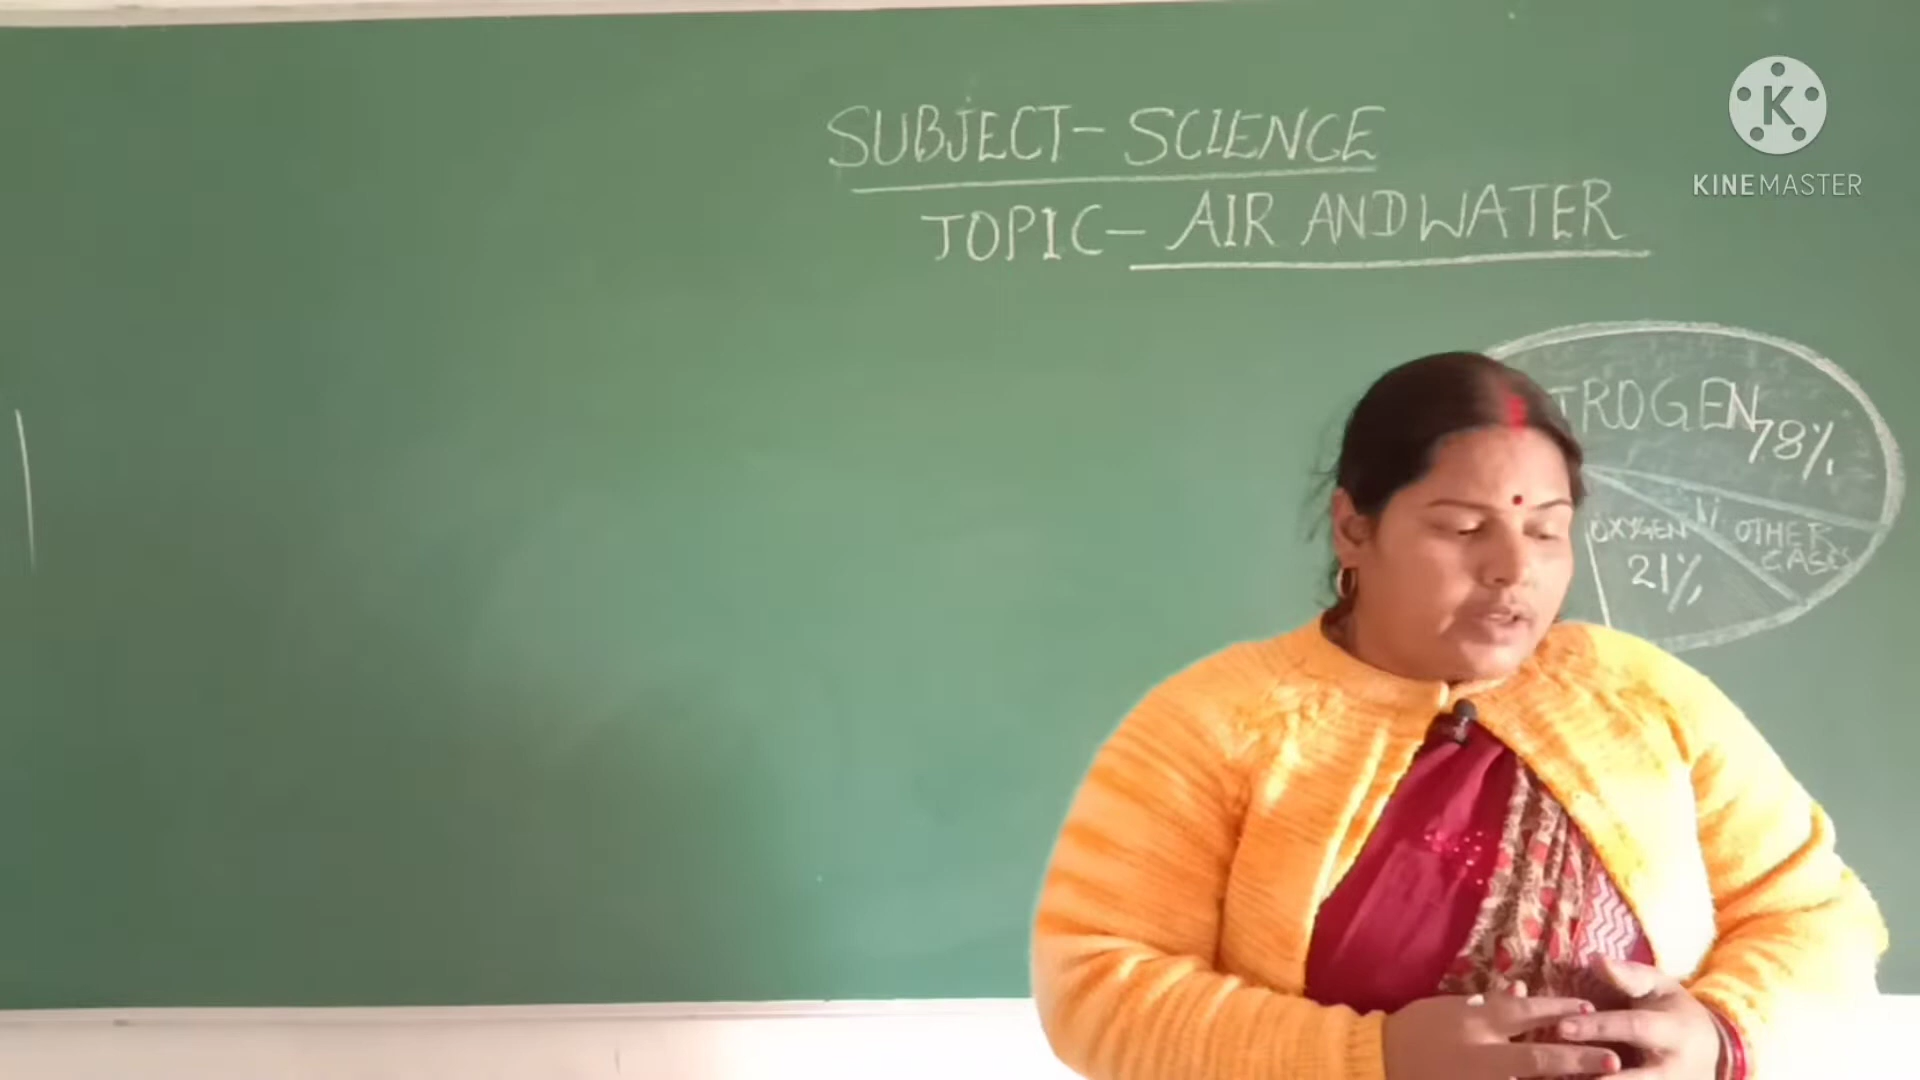 SUBJECT- SCIENCE
TOPIC- AIR AND WATER
TROGEN
78%
OXYGEN
21%
OTHER
GASES
KINEMASTER